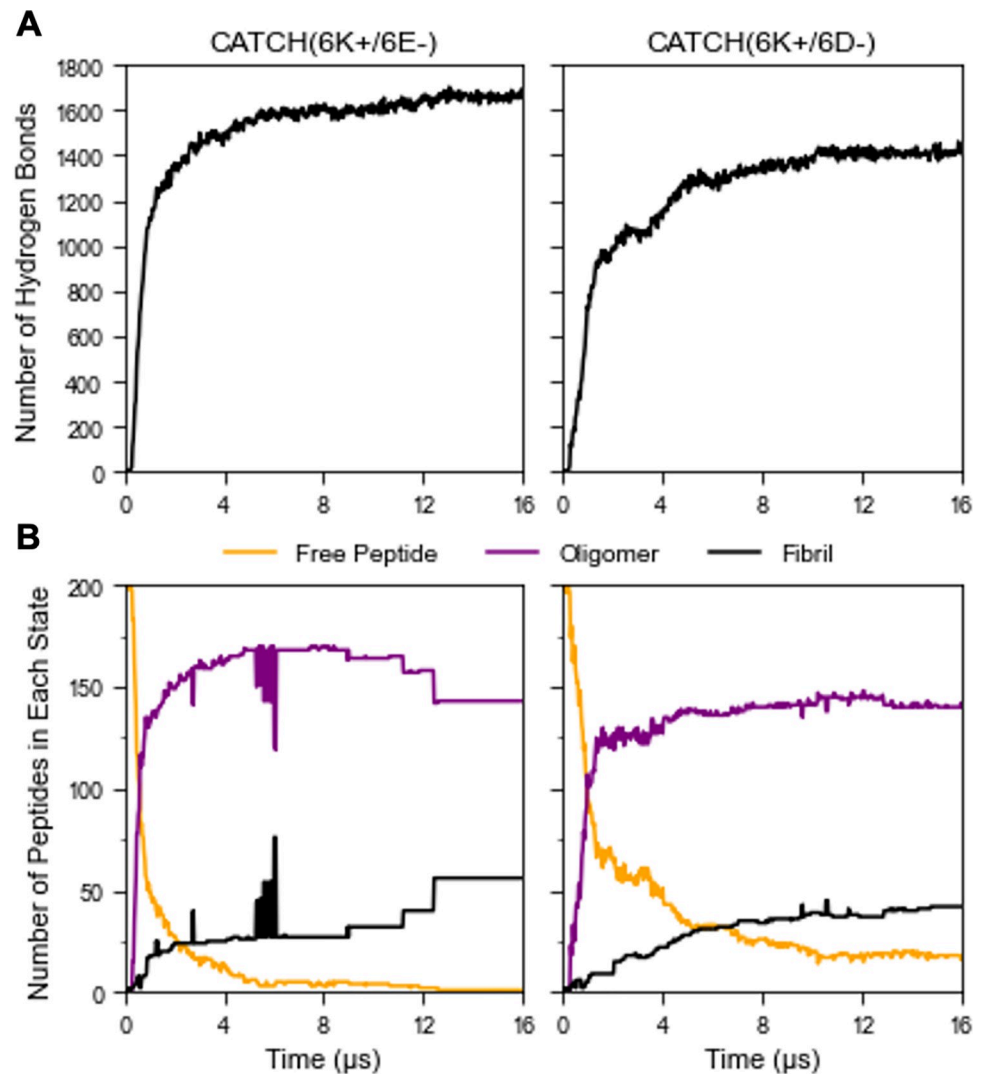 A
CATCH(6K+/6E-)
CATCH(6K+/6D-)
Number of Hydrogen Bonds
1800
1600
1400
1200
1000
800
600
400
200
0
0 4 8 12 16
0 4 8 12 16
B
Free Peptide Oligomer Fibril
Number of Peptides in Each State
200
150
100
50
0
0 4 8 12 16
0 4 8 12 16
Time (μs)
Time (μs)